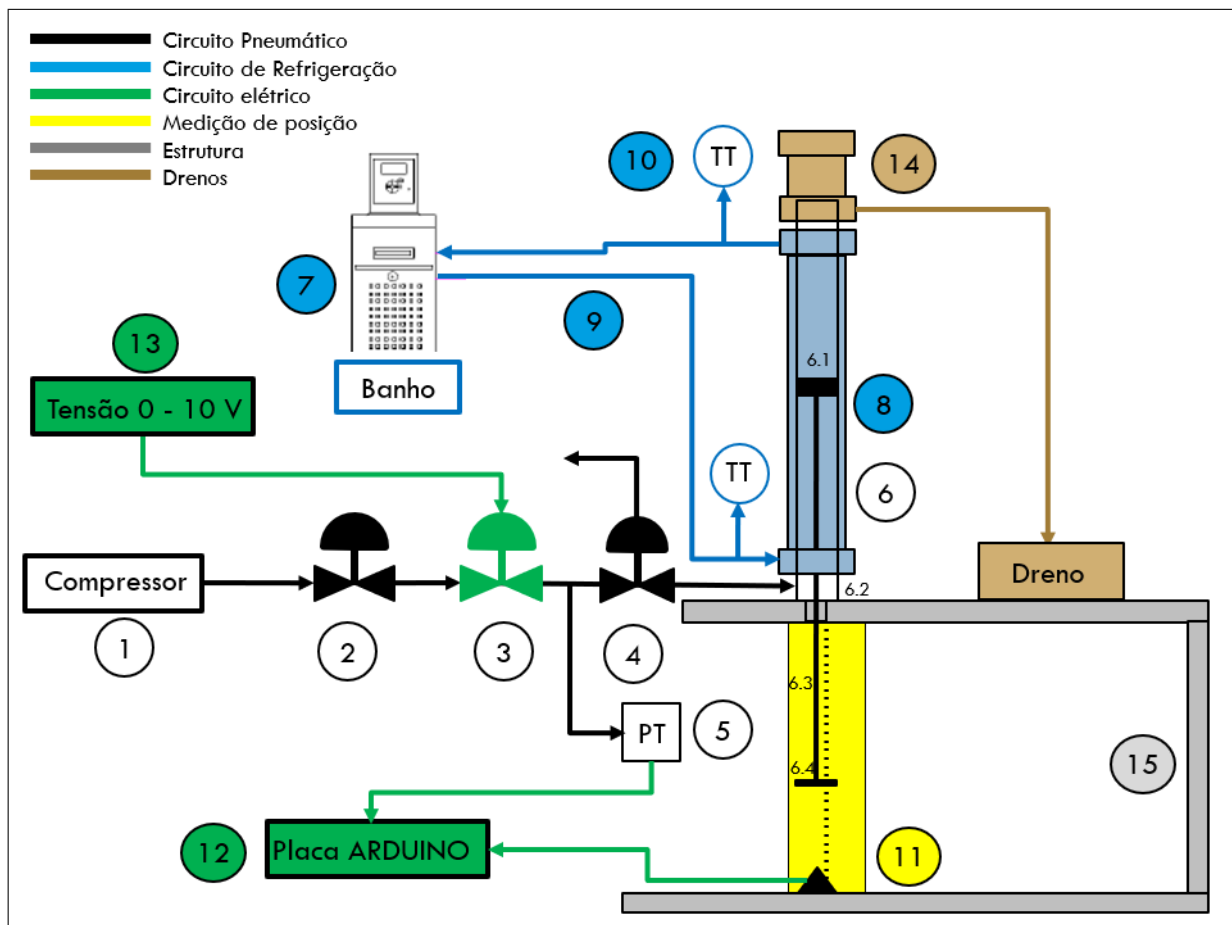 Circuito Pneumático
Circuito de Refrigeração
Circuito elétrico
Medição de posição
Estrutura
Drenos
10
TT
14
7
9
13
Banho
6.1
8
Tensão 0 - 10 V
TT
6
Compressor
Dreno
6.2
1
2
3
4
6.3
PT
5
6.4
15
12
Placa ARDUINO
11